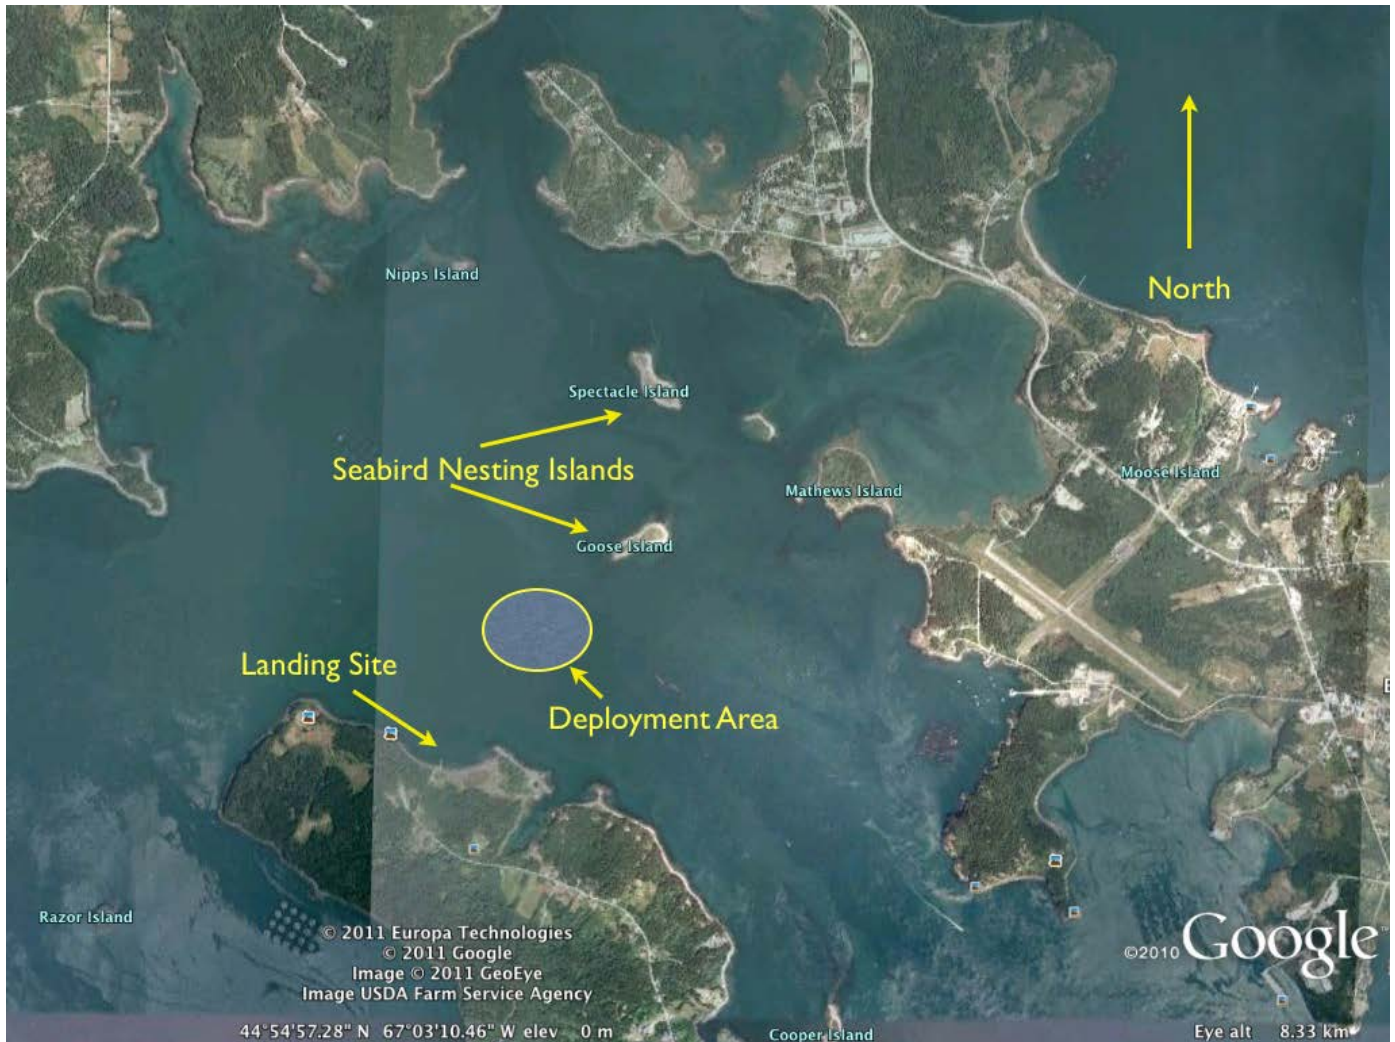 North
Nipps Island
Spectacle Island
Seabird Nesting Islands
Moose Island
Mathews Island
Goose Island
Landing Site
Deployment Area
Razor Island
© 2011 Europa Technologies
© 2011 Google
Image © 2011 GeoEye
Image USDA Farm Service Agency
©2010 Google
44°54'57.28" N 67°03'10.46" W elev 0 m
Cooper Island
Eye alt 8.33 km